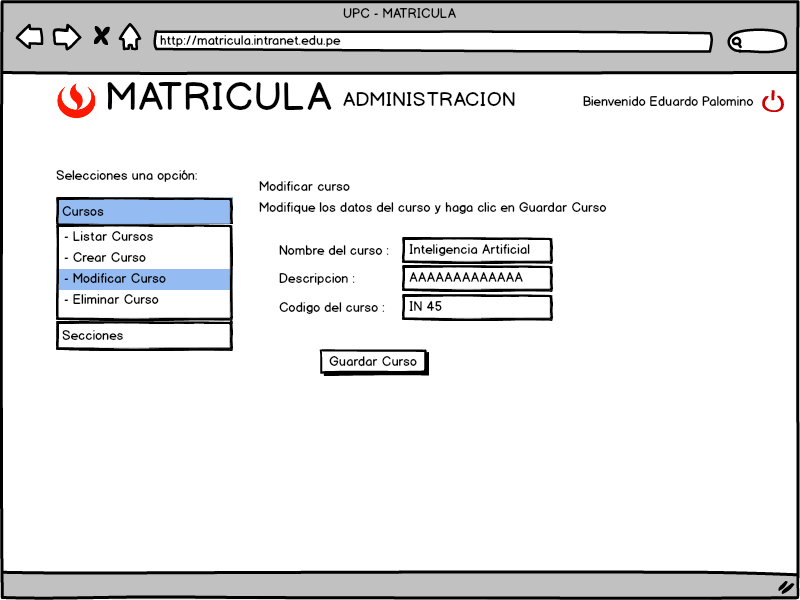 UPC - MATRICULA
http://matricula.intranet.edu.pe
MATRICULA ADMINISTRACION
Bienvenido Eduardo Palomino
Selecciones una opción:
Cursos
- Listar Cursos
- Crear Curso
- Modificar Curso
- Eliminar Curso
Secciones
Modificar curso
Modifique los datos del curso y haga clic en Guardar Curso
Nombre del curso : Inteligencia Artificial
Descripcion : AAAAAAAAAAAAA
Codigo del curso : IN 45
Guardar Curso